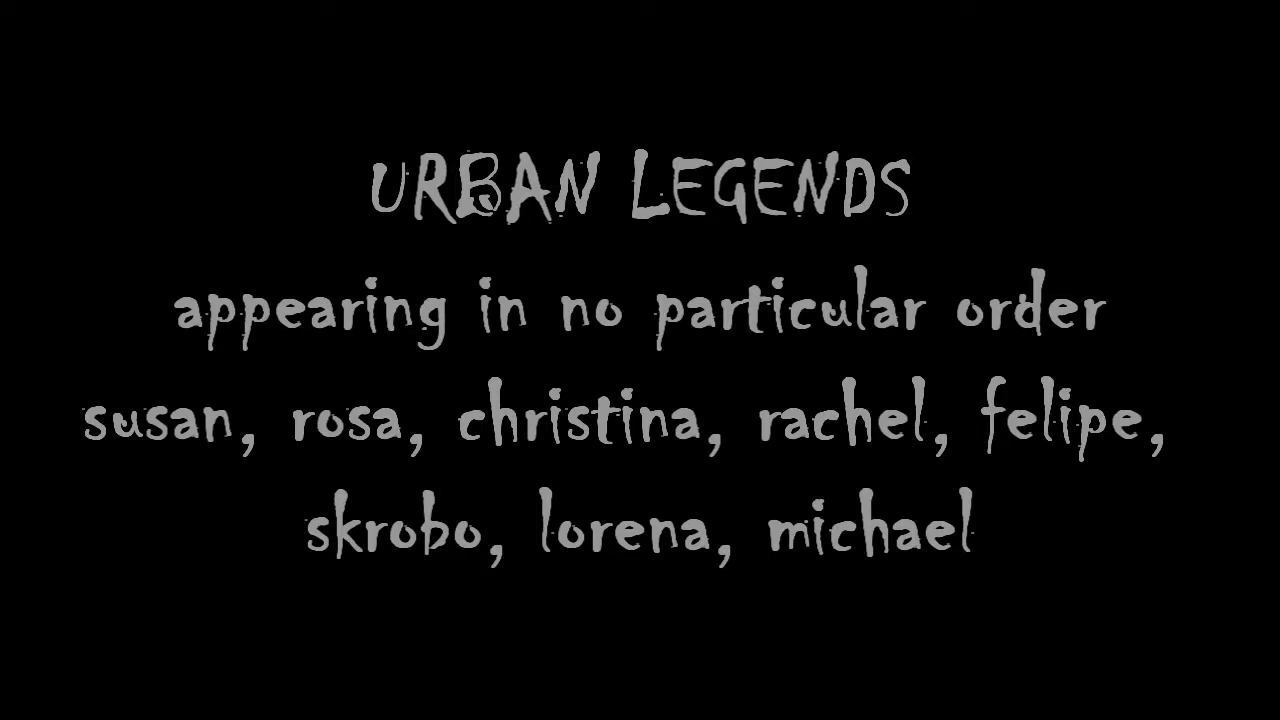 URBAN LEGENDS
appearing in no particular order
susan, rosa, christina, rachel, felipe,
skrobo, lorena, michael